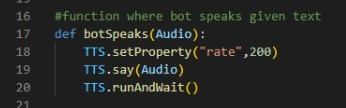 16 #function where bot speaks given text
17 def botSpeaks(Audio):
18 TTS.setProperty("rate",200)
19 TTS.say(Audio)
20 TTS.runAndWait()
21